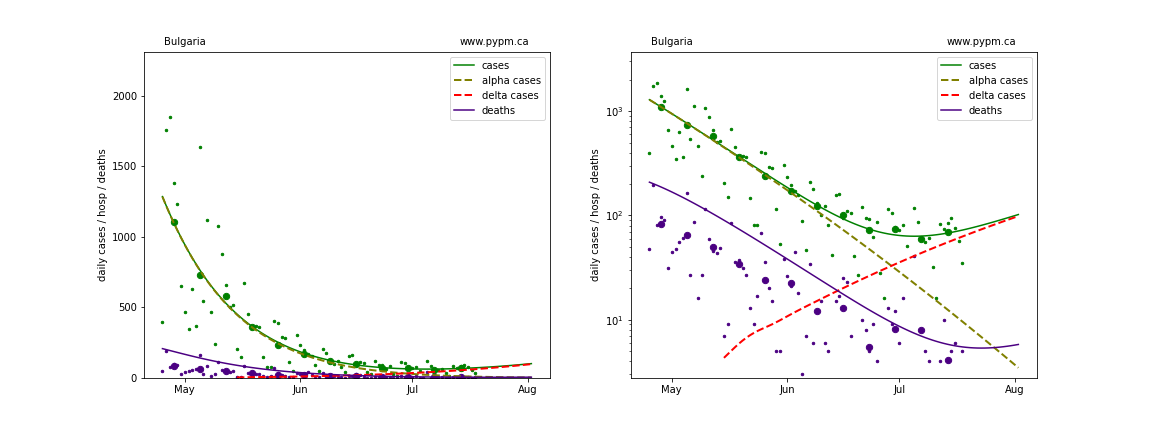 Bulgaria www.pypm.ca
cases
alpha cases
delta cases
deaths
daily cases / hosp / deaths
2000
1500
1000
500
0
May Jun Jul Aug
Bulgaria www.pypm.ca
cases
alpha cases
delta cases
deaths
daily cases / hosp / deaths
10³
10²
10¹
May Jun Jul Aug